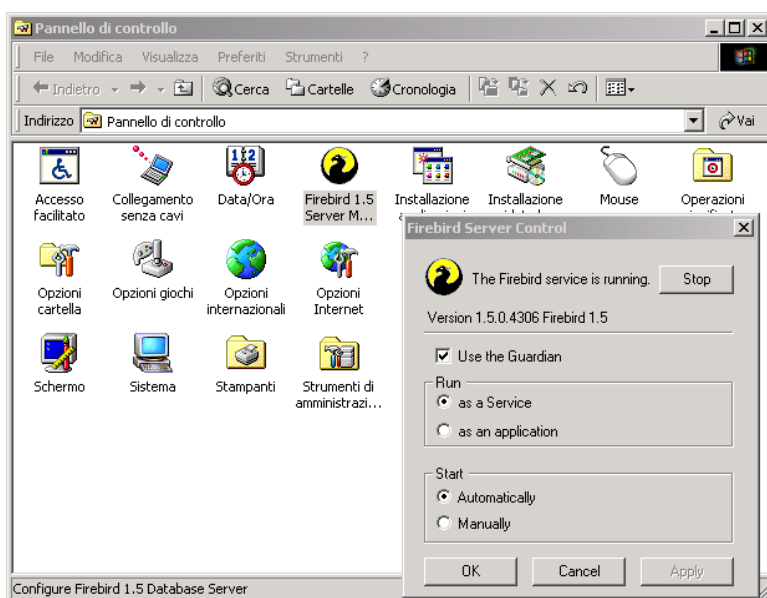 Pannello di controllo
File Modifica Visualizza Preferiti Strumenti ?
Indietro Cerca Cartelle Cronologia
Indirizzo Pannello di controllo Vai
Accesso facilitato
Collegamento senza cavi
Data/Ora
Firebird 1.5 Server M...
Installazione
Installazione
Mouse
Operazioni
Opzioni cartella
Opzioni giochi
Opzioni internazionali
Opzioni Internet
Schermo
Sistema
Stampanti
Strumenti di amministrazi...
Firebird Server Control
The Firebird service is running. Stop
Version 1.5.0.4306 Firebird 1.5
Use the Guardian
Run
as a Service
as an application
Start
Automatically
Manually
OK Cancel Apply
Configure Firebird 1.5 Database Server